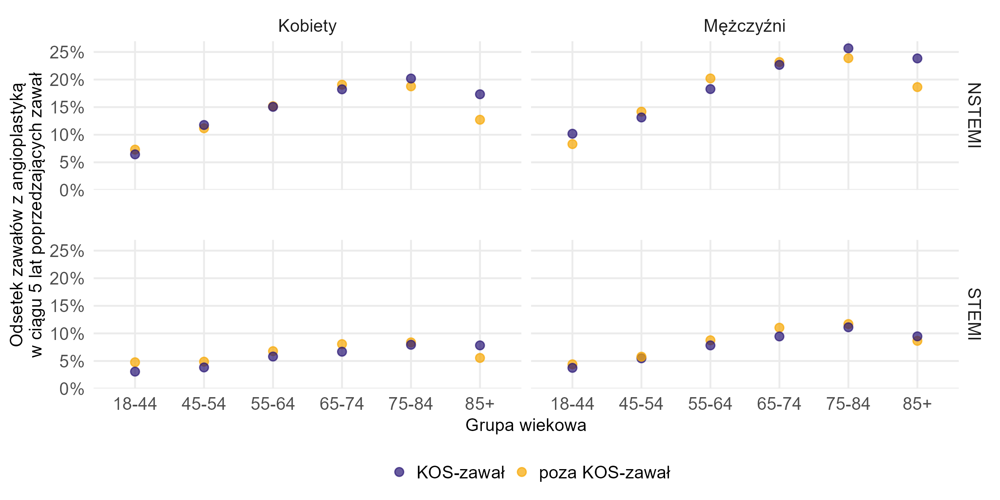 Kobiety
Mężczyźni
Odsetek zawałów z angioplastyką
w ciągu 5 lat poprzedzających zawał
25%
20%
15%
10%
5%
0%
NSTEMI
25%
20%
15%
10%
5%
0%
STEMI
18-44 45-54 55-64 65-74 75-84 85+ 18-44 45-54 55-64 65-74 75-84 85+
Grupa wiekowa
KOS-zawał poza KOS-zawał